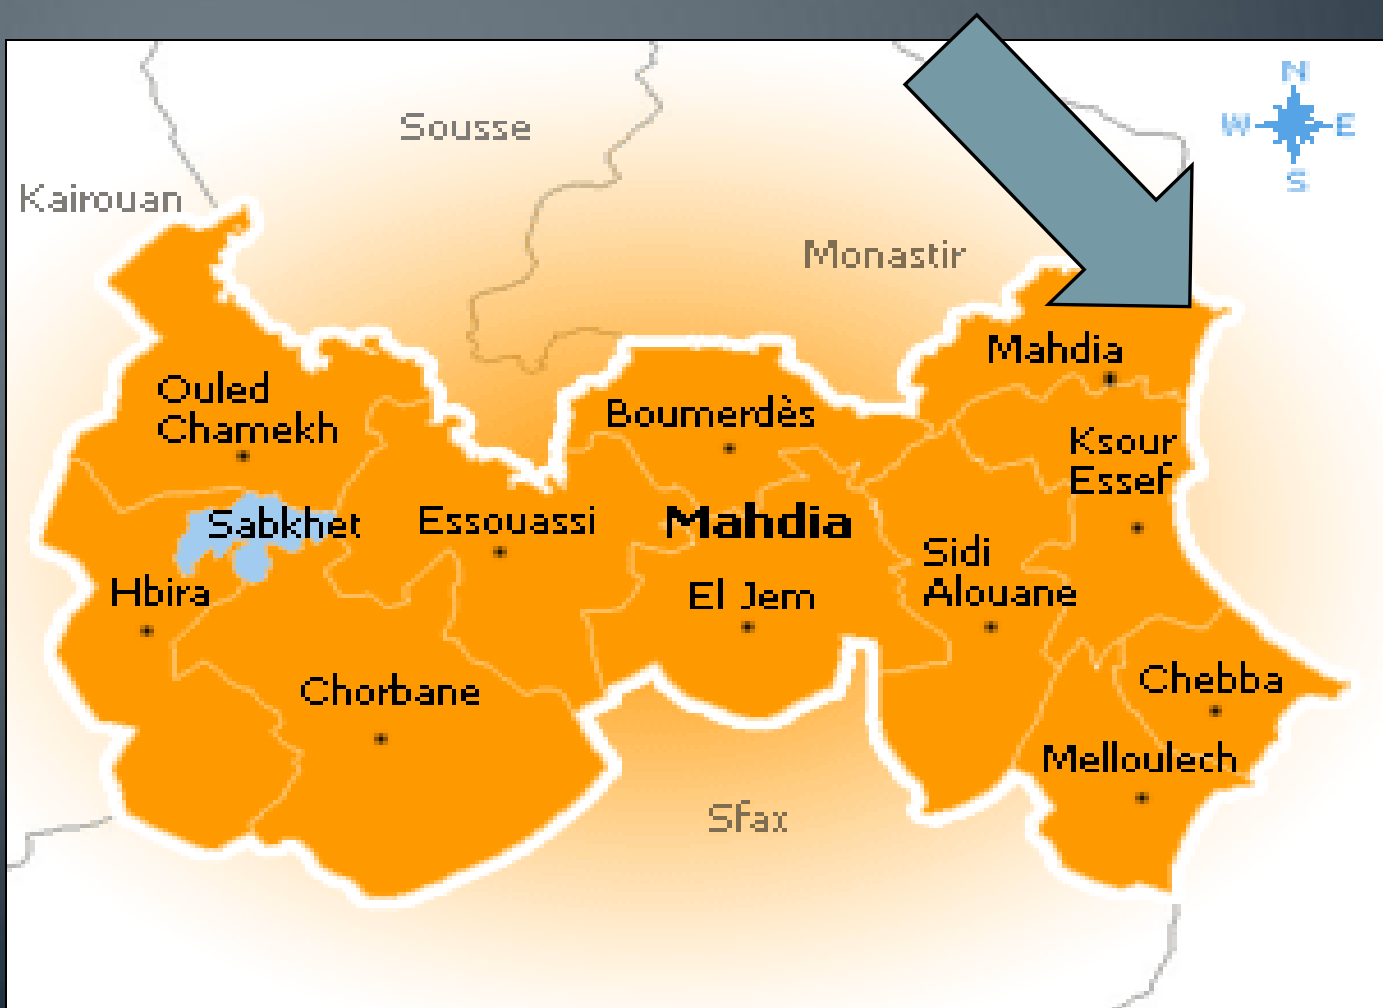 N
W E
S
Sousse
Kairouan
Monastir
Mahdia
Ouled
Chamekh
Boumerdès
Ksour
Essef
Sabkhet
Essouassi
Mahdia
Sidi
Alouane
Hbira
El Jem
Chorbane
Chebba
Melloulech
Sfax